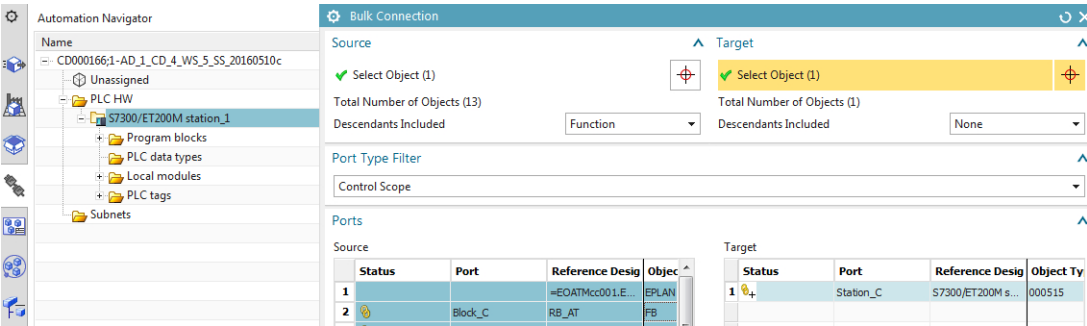 Automation Navigator
Name
CD000166;1-AD_1_CD_4_WS_5_SS_20160510c
Unassigned
PLC HW
S7300/ET200M station_1
Program blocks
PLC data types
Local modules
PLC tags
Subnets
Bulk Connection
Source
Select Object (1)
Total Number of Objects (13)
Descendants Included Function
Target
Select Object (1)
Total Number of Objects (1)
Descendants Included None
Port Type Filter
Control Scope
Ports
Source
Status Port Reference Desig Objec
1 =EOATMcc001.E... EPLAN
2 Block_C RB_AT FB
Target
Status Port Reference Desig Object Ty
1 Station_C S7300/ET200M s... 000515